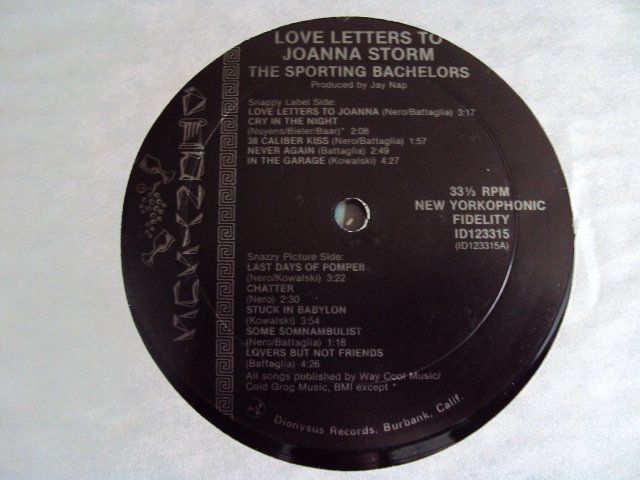 LOVE LETTERS TO
JOANNA STORM
THE SPORTING BACHELORS
Produced by Jay Nap
Snappy Label Side:
LOVE LETTERS TO JOANNA (Nero/Battaglia) 3:17
CRY IN THE NIGHT
(Nuyens/Bieler/Baar)* 2:08
38 CALIBER KISS (Nero/Battaglia) 1:57
NEVER AGAIN (Battaglia) 2:49
IN THE GARAGE (Kowalski) 4:27
33⅓ RPM
NEW YORKOPHONIC
FIDELITY
ID123315
(ID123315A)
Snazzy Picture Side:
LAST DAYS OF POMPEII
(Nero/Kowalski) 3:22
CHATTER
(Nero) 2:30
STUCK IN BABYLON
(Kowalski) 3:54
SOME SOMNAMBULIST
(Nero/Battaglia) 1:18
LOVERS BUT NOT FRIENDS
(Battaglia) 4:26
All songs published by Way Cool Music/
Cold Grog Music, BMI except *
Dionysus Records, Burbank, Calif.
DIONYSUS